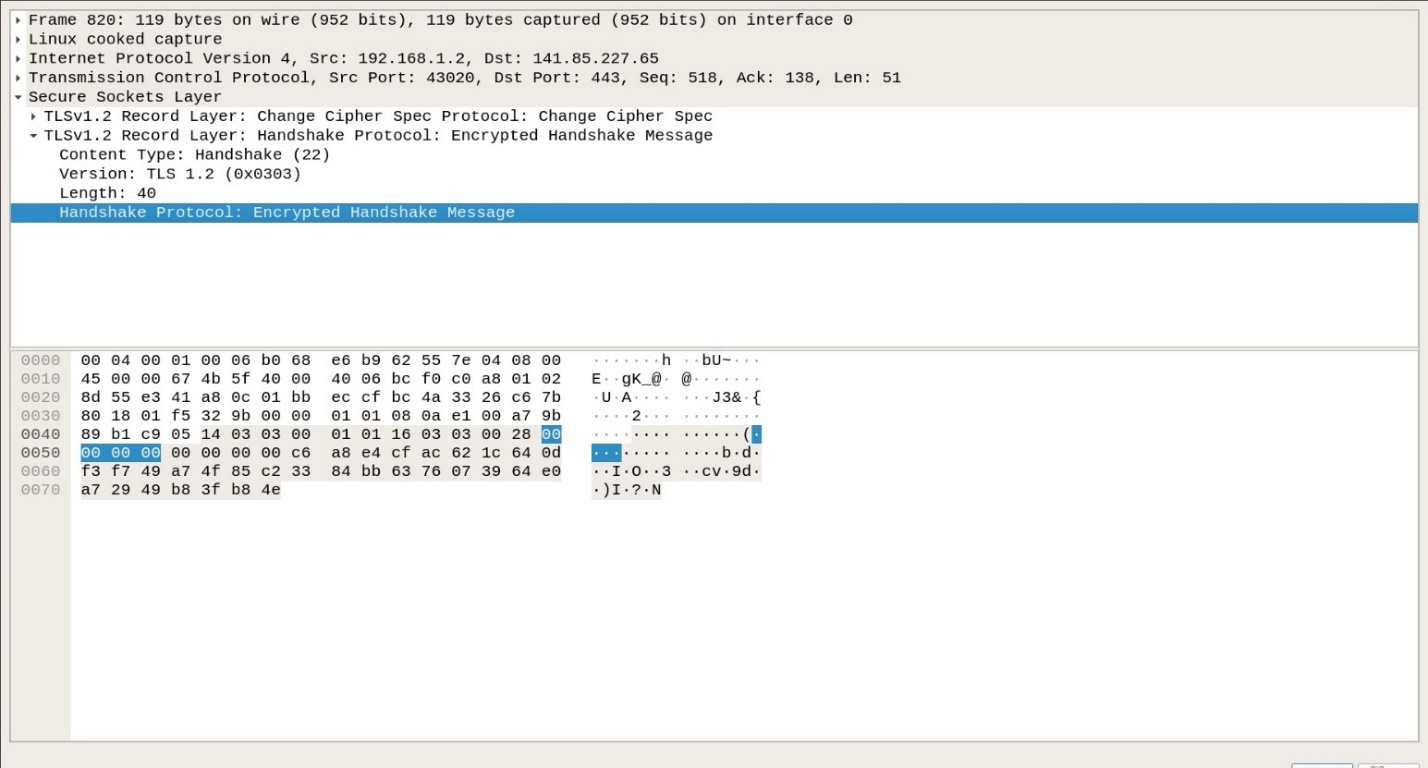 Frame 820: 119 bytes on wire (952 bits), 119 bytes captured (952 bits) on interface 0
Linux cooked capture
Internet Protocol Version 4, Src: 192.168.1.2, Dst: 141.85.227.65
Transmission Control Protocol, Src Port: 43020, Dst Port: 443, Seq: 518, Ack: 138, Len: 51
Secure Sockets Layer
TLSv1.2 Record Layer: Change Cipher Spec Protocol: Change Cipher Spec
TLSv1.2 Record Layer: Handshake Protocol: Encrypted Handshake Message
Content Type: Handshake (22)
Version: TLS 1.2 (0x0303)
Length: 40
Handshake Protocol: Encrypted Handshake Message
0000 00 04 00 01 00 06 b0 68 e6 b9 62 55 7e 04 08 00 ·······h ··bU~···
0010 45 00 00 67 4b 5f 40 00 40 06 bc f0 c0 a8 01 02 E··gK_@· @·······
0020 8d 55 e3 41 a8 0c 01 bb ec cf bc 4a 33 26 c6 7b ·U·A···· ···J3&·{
0030 80 18 01 f5 32 9b 00 00 01 01 08 0a e1 00 a7 9b ····2··· ········
0040 89 b1 c9 05 14 03 03 00 01 01 16 03 03 00 28 00 ········ ······(·
0050 00 00 00 00 00 00 00 c6 a8 e4 cf ac 62 1c 64 0d ········ ····b·d·
0060 f3 f7 49 a7 4f 85 c2 33 84 bb 63 76 07 39 64 e0 ··I·O··3 ··cv·9d·
0070 a7 29 49 b8 3f b8 4e ·)I·?·N